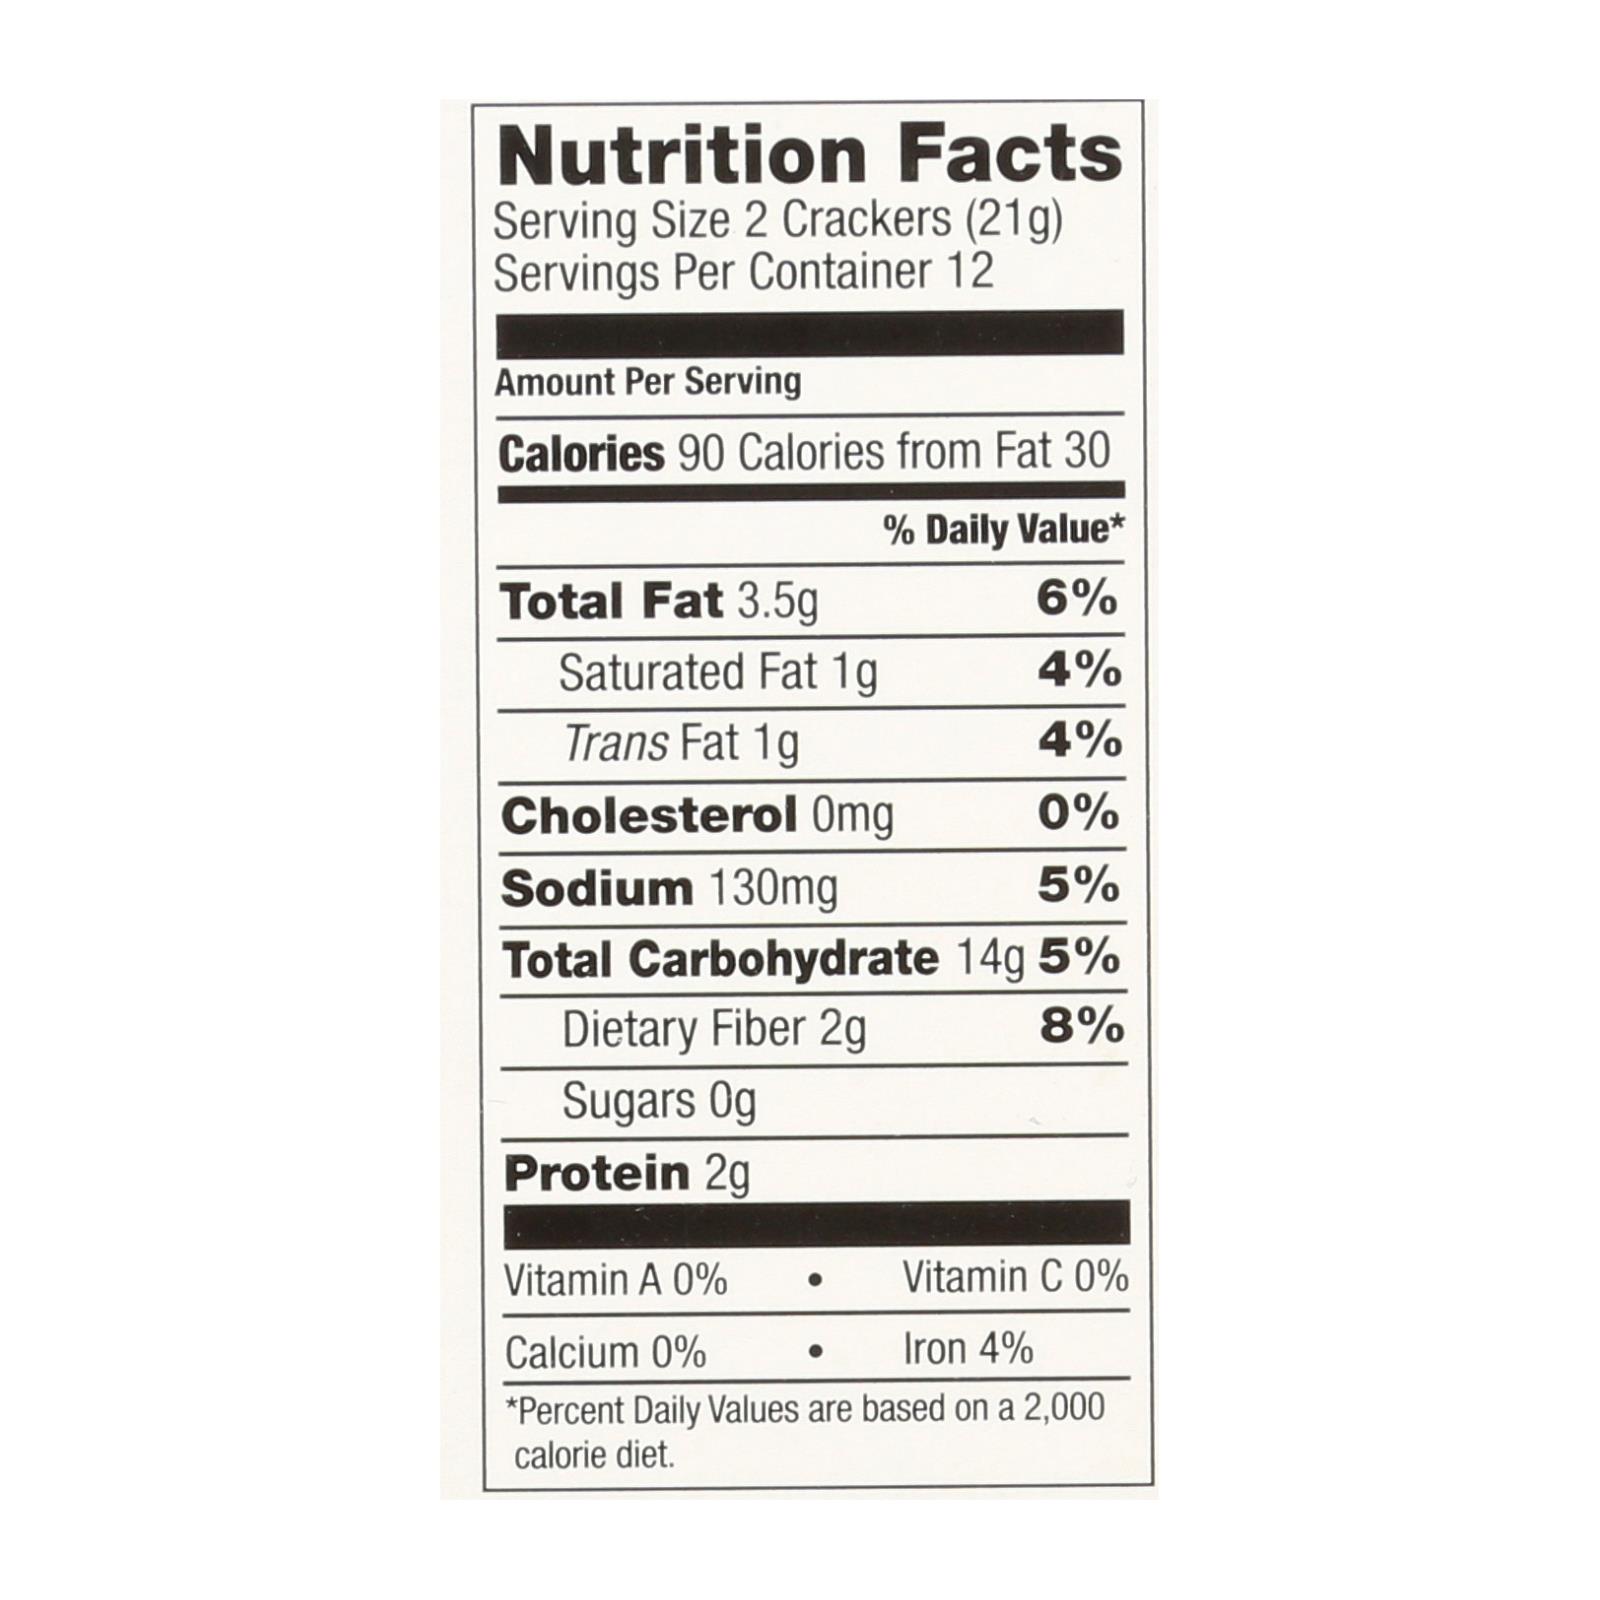 Nutrition Facts
Serving Size 2 Crackers (21g)
Servings Per Container 12
Amount Per Serving
Calories 90 Calories from Fat 30
% Daily Value*
Total Fat 3.5g 6%
Saturated Fat 1g 4%
Trans Fat 1g 4%
Cholesterol 0mg 0%
Sodium 130mg 5%
Total Carbohydrate 14g 5%
Dietary Fiber 2g 8%
Sugars 0g
Protein 2g
Vitamin A 0% • Vitamin C 0%
Calcium 0% • Iron 4%
*Percent Daily Values are based on a 2,000
calorie diet.